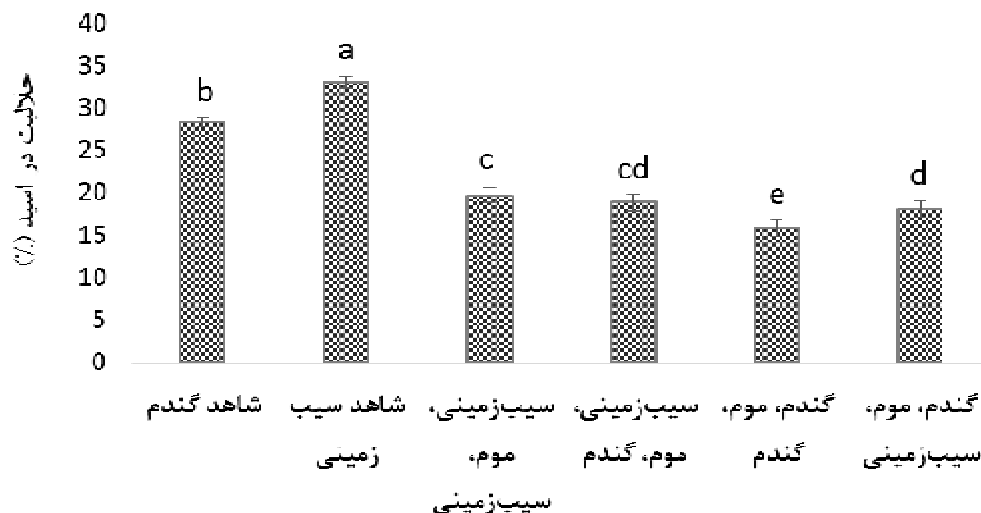 حلالیت در اسید (%)
40
35
30
25
20
15
10
5
0
b
a
c
cd
e
d
شاهد گندم
شاهد سیب
زمینی
سیب‌زمینی،
موم،
سیب‌زمینی
سیب‌زمینی،
موم، گندم
گندم، موم،
گندم
گندم، موم،
سیب‌زمینی